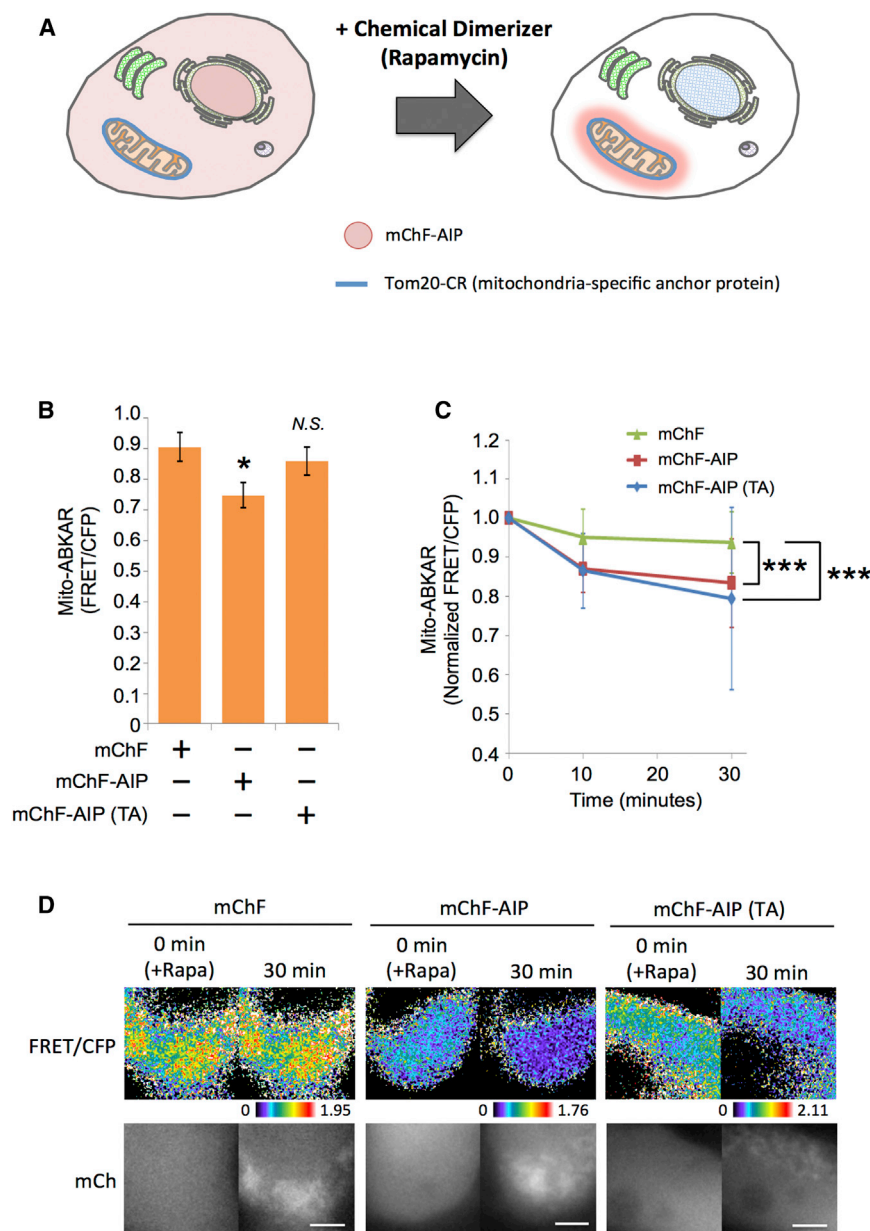 A
+ Chemical Dimerizer
(Rapamycin)
mChF-AIP
Tom20-CR (mitochondria-specific anchor protein)
B
Mito-ABKAR
(FRET/CFP)
1.0
0.9
0.8
0.7
0.6
0.5
0.4
0.3
0.2
0.1
0
*
N.S.
mChF + − −
mChF-AIP − + −
mChF-AIP (TA) − − +
C
mChF
mChF-AIP
mChF-AIP (TA)
Mito-ABKAR
(Normalized FRET/CFP)
1.2
1.1
1.0
0.9
0.8
0.7
0.6
0.5
0.4
*** ***
0 10 20 30
Time (minutes)
D
mChF mChF-AIP mChF-AIP (TA)
0 min
(+Rapa) 30 min
0 min
(+Rapa) 30 min
0 min
(+Rapa) 30 min
FRET/CFP
0 1.95 0 1.76 0 2.11
mCh